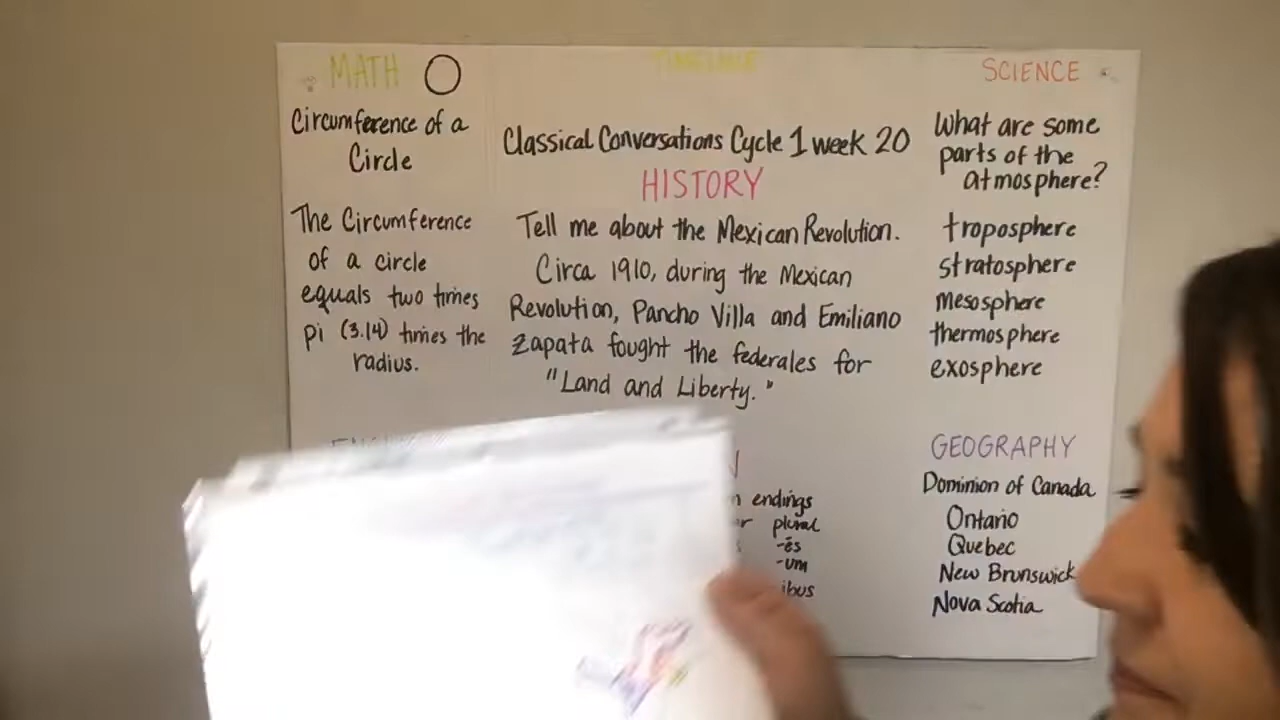 MATH
Circumference of a
Circle
The Circumference
of a circle
equals two times
pi (3.14) times the
radius.
TIMELINE
Classical Conversations Cycle 1 week 20
HISTORY
Tell me about the Mexican Revolution.
Circa 1910, during the Mexican
Revolution, Pancho Villa and Emiliano
Zapata fought the federales for
"Land and Liberty."
endings
plural
-ēs
-um
ibus
SCIENCE
What are some
parts of the
atmosphere?
troposphere
stratosphere
mesosphere
thermosphere
exosphere
GEOGRAPHY
Dominion of Canada
Ontario
Quebec
New Brunswick
Nova Scotia